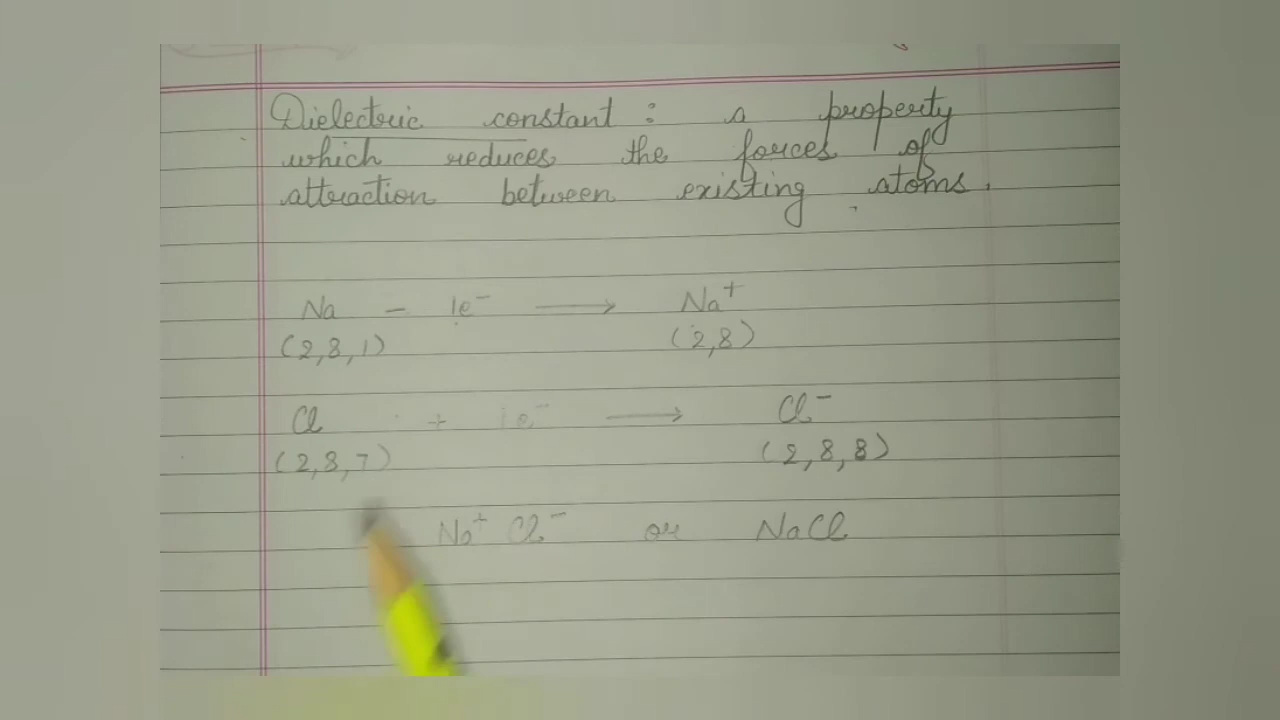 Dielectric constant : a property
which reduces the forces of
attraction between existing atoms.
Na - 1e⁻ ⟶ Na⁺
(2,8,1) (2,8)
Cl + 1e⁻ ⟶ Cl⁻
(2,8,7) (2,8,8)
Na⁺ Cl⁻ or NaCl